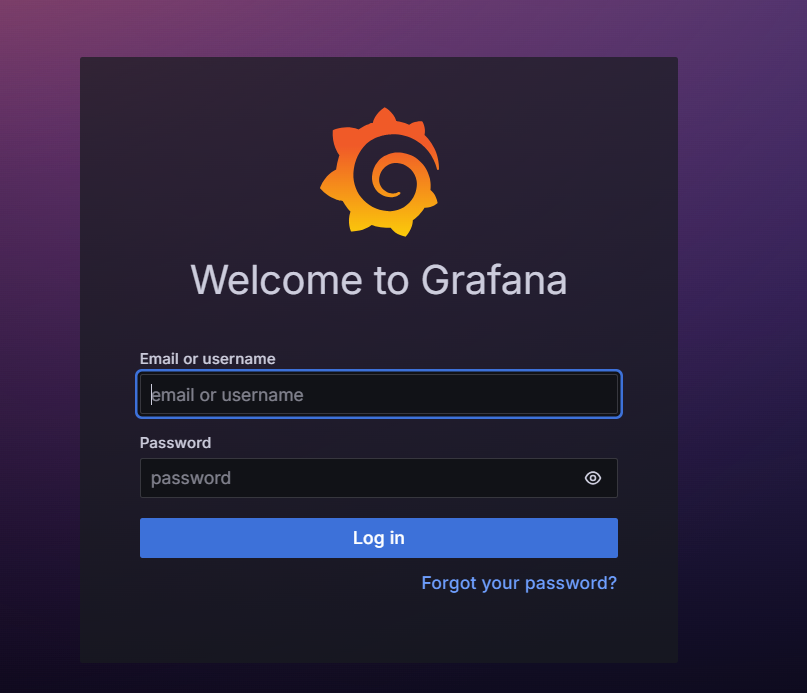 Welcome to Grafana
Email or username
email or username
Password
password
Log in
Forgot your password?